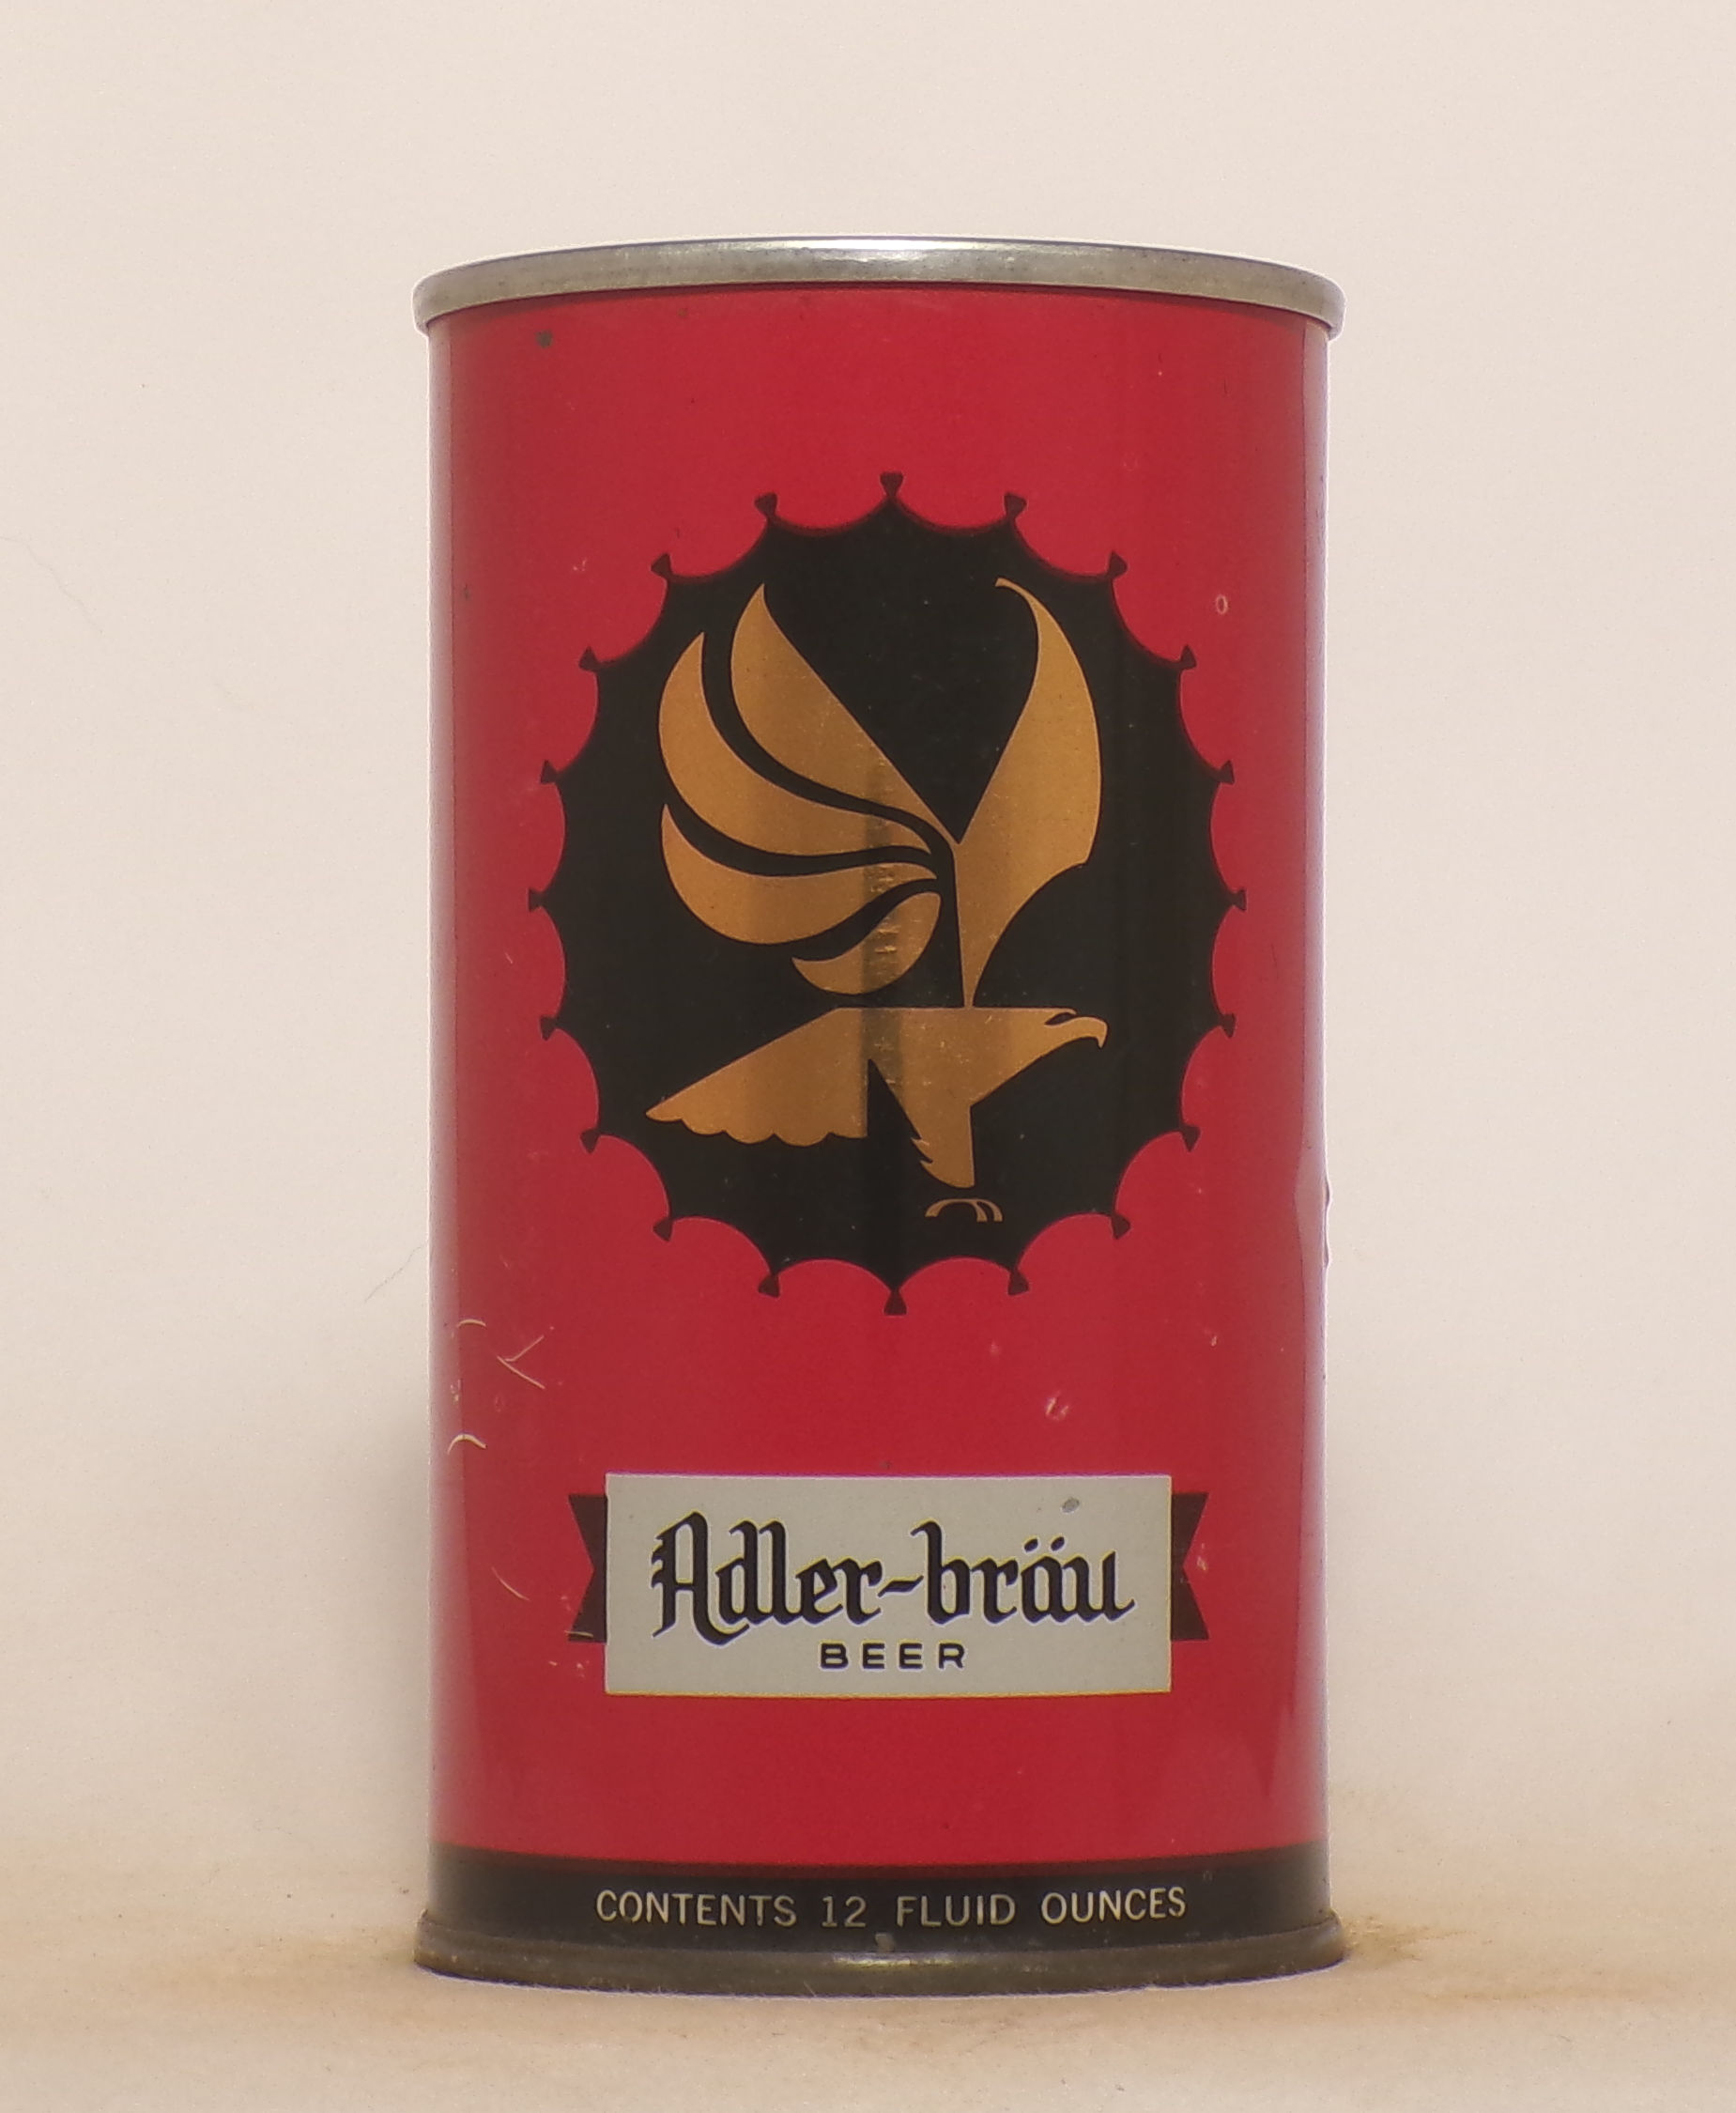 Adler-bräu
BEER
CONTENTS 12 FLUID OUNCES